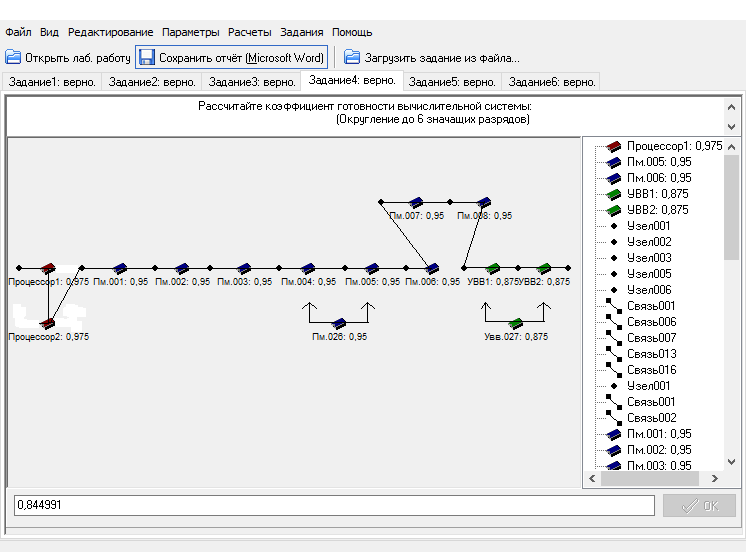 Файл Вид Редактирование Параметры Расчеты Задания Помощь
Открыть лаб. работу Сохранить отчёт (Microsoft Word) Загрузить задание из файла...
Задание1: верно. Задание2: верно. Задание3: верно. Задание4: верно. Задание5: верно. Задание6: верно.
Рассчитайте коэффициент готовности вычислительной системы:
(Округление до 6 значащих разрядов)
Пм.007: 0,95 Пм.008: 0,95
Процессор1: 0,975 Пм.001: 0,95 Пм.002: 0,95 Пм.003: 0,95 Пм.004: 0,95 Пм.005: 0,95 Пм.006: 0,95 УВВ1: 0,875 УВВ2: 0,875
Процессор2: 0,975 Пм.026: 0,95 Увв.027: 0,875
Процессор1: 0,975
Пм.005: 0,95
Пм.006: 0,95
УВВ1: 0,875
УВВ2: 0,875
Узел001
Узел002
Узел003
Узел005
Узел006
Связь001
Связь006
Связь007
Связь013
Связь016
Узел001
Связь001
Связь002
Пм.001: 0,95
Пм.002: 0,95
Пм.003: 0,95
0,844991
OK